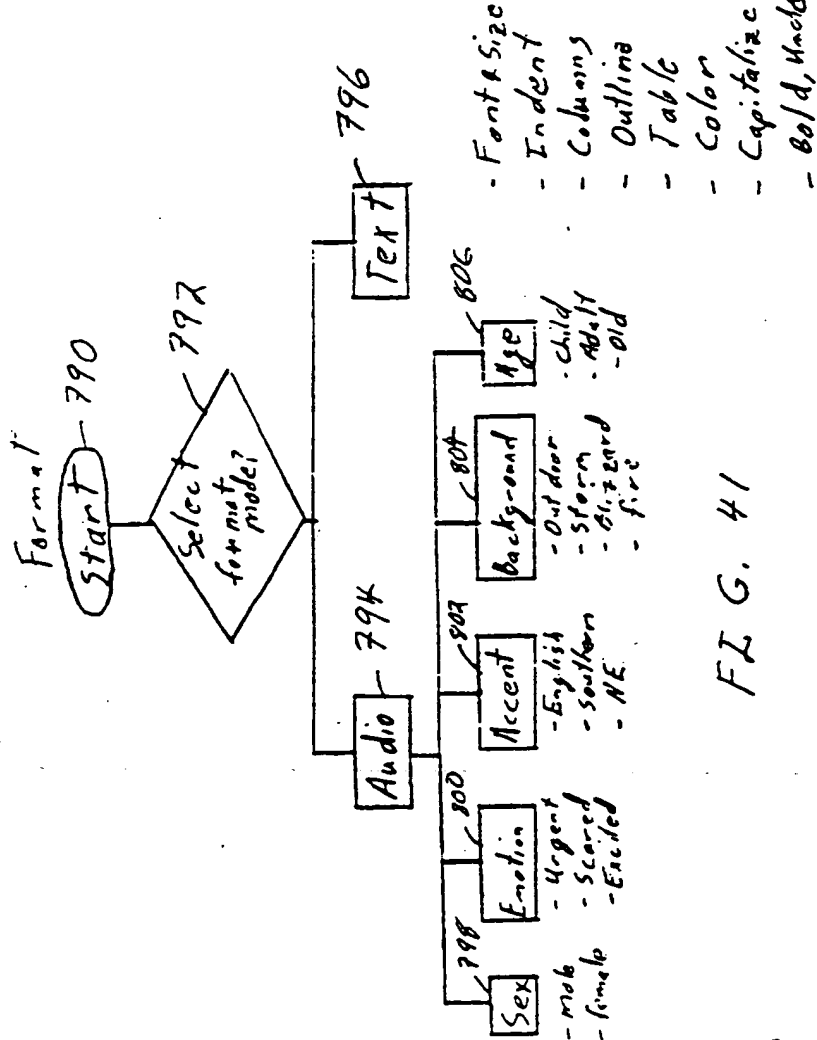 Format
Start
790
Select
format
mode?
792
Audio
794
Text
796
- Font & Size
- Indent
- Columns
- Outline
- Table
- Color
- Capitalize
- Bold,
Sex
798
- male
- female
Emotion
800
- Urgent
- Scared
- Excited
Accent
802
- English
- Southern
- NE
Background
804
- Outdoor
- Storm
- Blizzard
- fire
Age
806
- Child
- Adult
- Old
FIG. 41